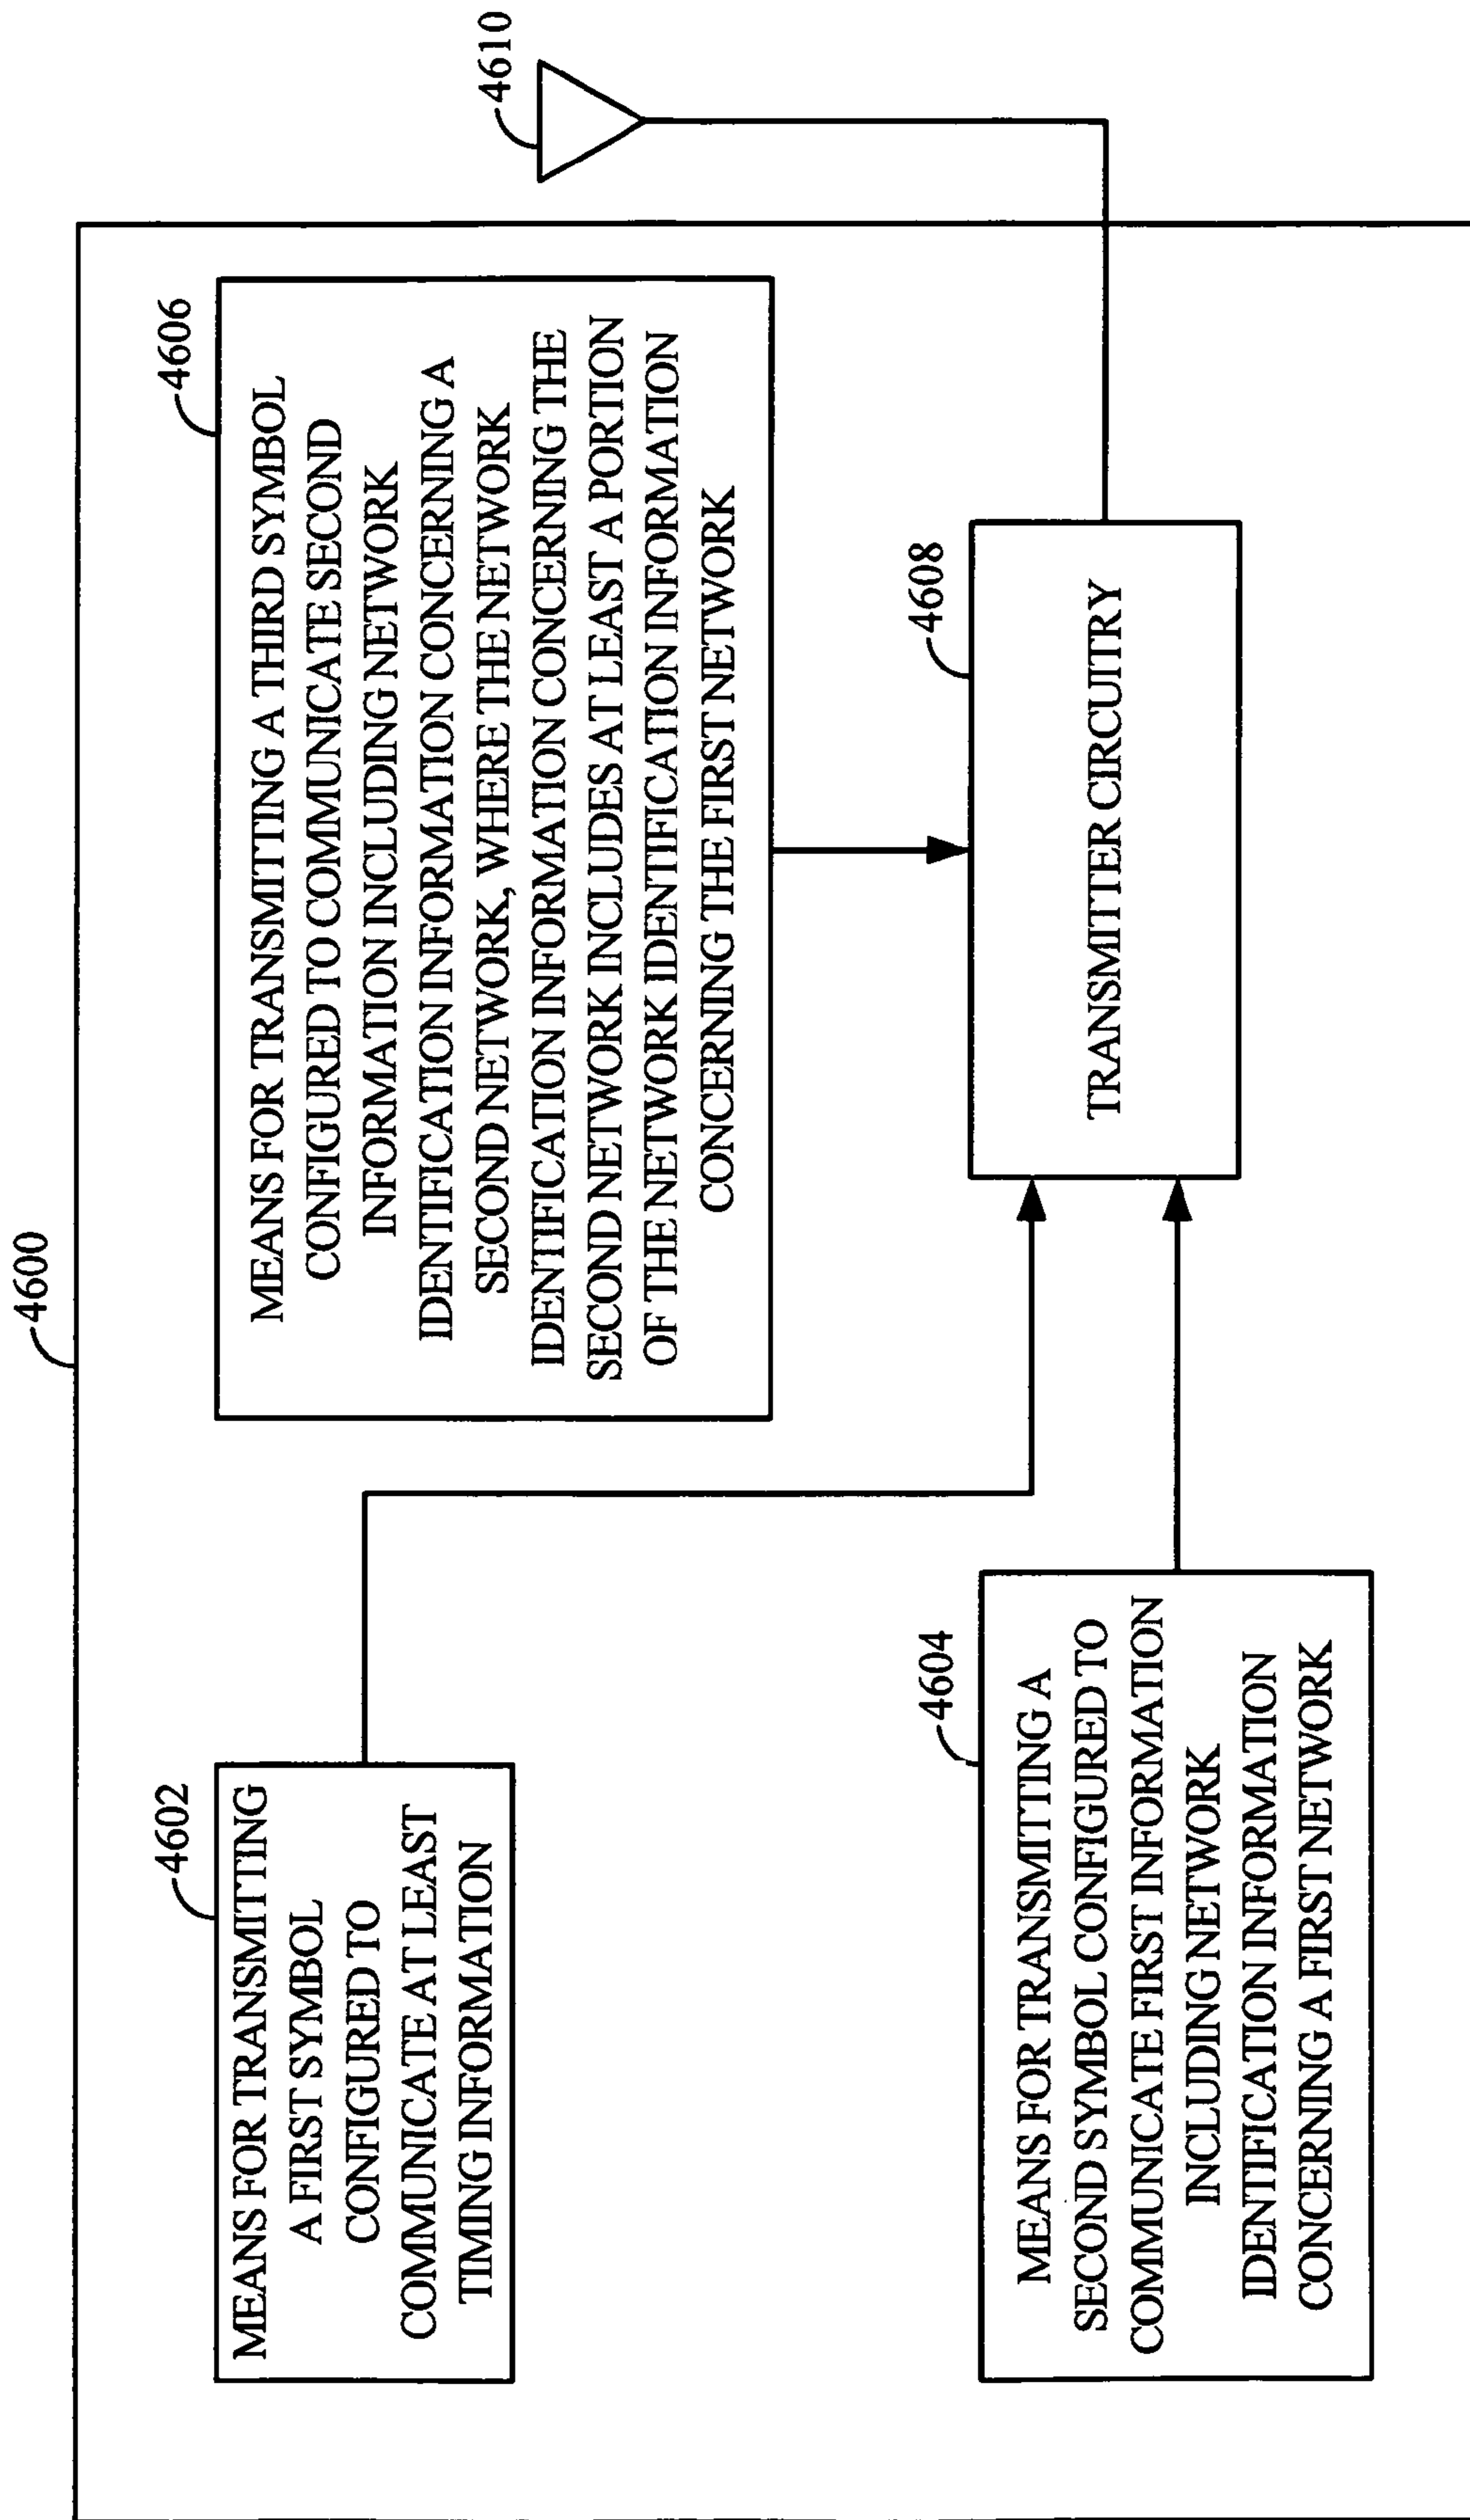 4600
4602
MEANS FOR TRANSMITTING
A FIRST SYMBOL
CONFIGURED TO
COMMUNICATE AT LEAST
TIMING INFORMATION
4606
MEANS FOR TRANSMITTING A THIRD SYMBOL
CONFIGURED TO COMMUNICATE SECOND
INFORMATION INCLUDING NETWORK
IDENTIFICATION INFORMATION CONCERNING A
SECOND NETWORK, WHERE THE NETWORK
IDENTIFICATION INFORMATION CONCERNING THE
SECOND NETWORK INCLUDES AT LEAST A PORTION
OF THE NETWORK IDENTIFICATION INFORMATION
CONCERNING THE FIRST NETWORK
4610
4604
MEANS FOR TRANSMITTING A
SECOND SYMBOL CONFIGURED TO
COMMUNICATE FIRST INFORMATION
INCLUDING NETWORK
IDENTIFICATION INFORMATION
CONCERNING A FIRST NETWORK
4608
TRANSMITTER CIRCUITRY